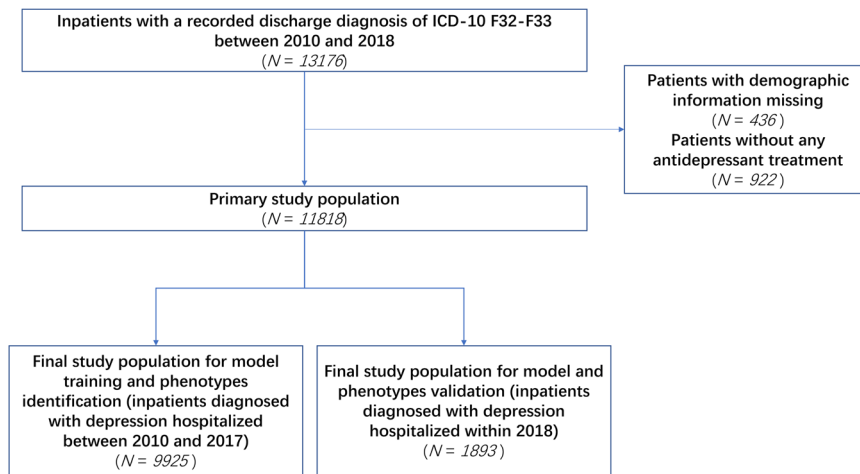 Inpatients with a recorded discharge diagnosis of ICD-10 F32-F33
between 2010 and 2018
(N = 13176)
Patients with demographic
information missing
(N = 436 )
Patients without any
antidepressant treatment
(N = 922 )
Primary study population
(N = 11818)
Final study population for model
training and phenotypes
identification (inpatients diagnosed
with depression hospitalized
between 2010 and 2017)
(N = 9925)
Final study population for model and
phenotypes validation (inpatients
diagnosed with depression
hospitalized within 2018)
(N = 1893)